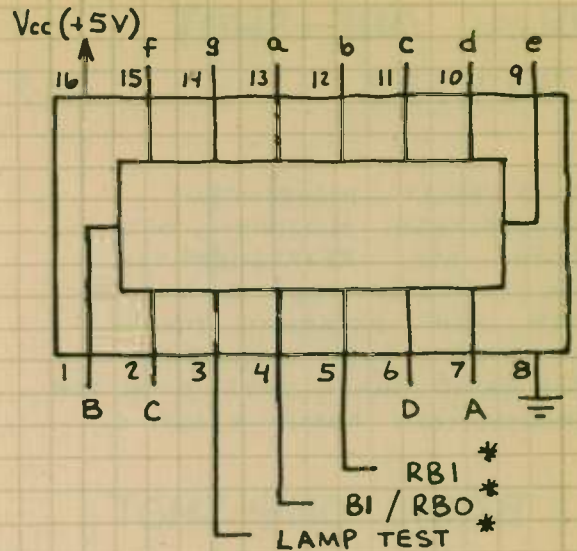 Vcc (+5V)
f g a b c d e
16 15 14 13 12 11 10 9
1 2 3 4 5 6 7 8
B C D A
RBI *
BI / RBO *
LAMP TEST *